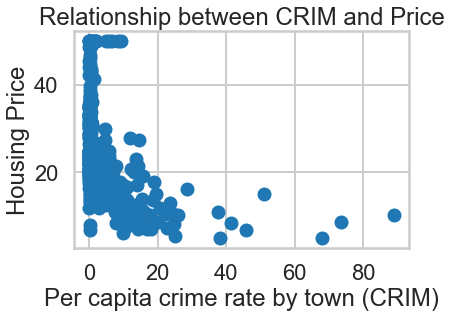 Relationship between CRIM and Price
Housing Price
40
20
0 20 40 60 80
Per capita crime rate by town (CRIM)